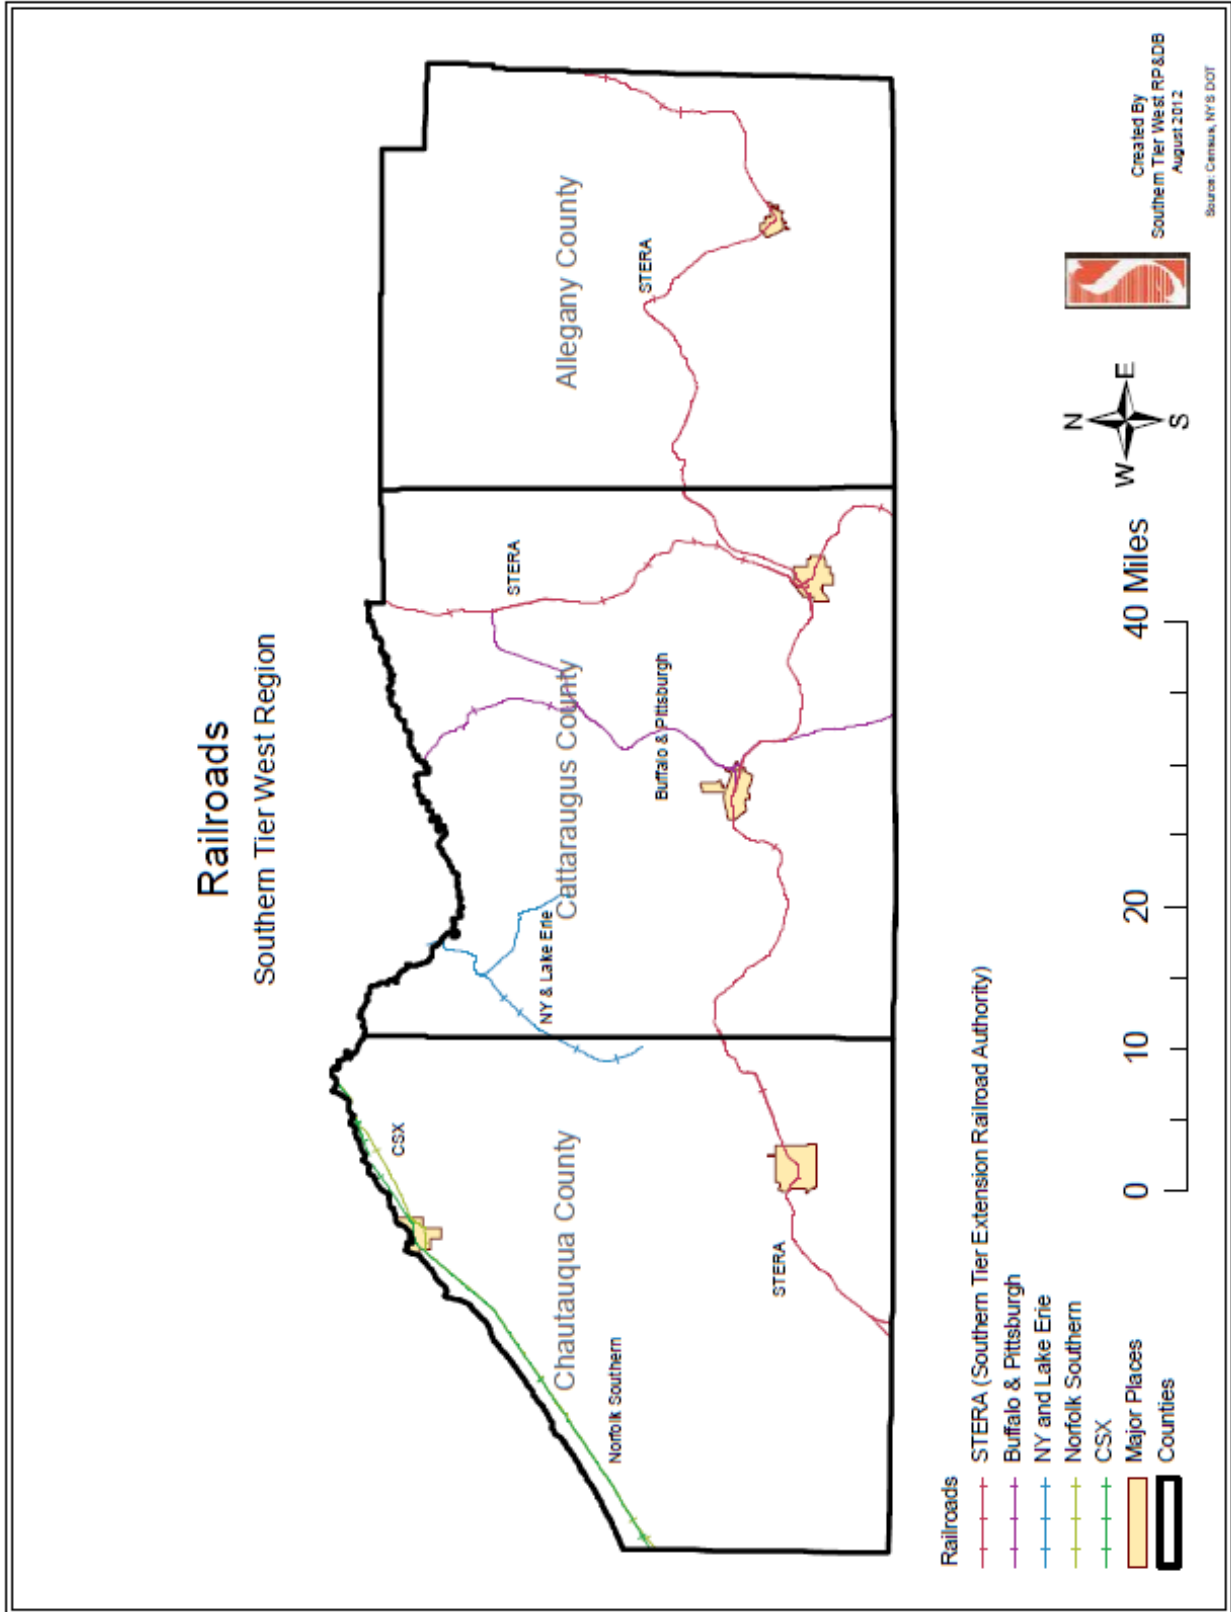 Railroads
Southern Tier West Region
CSX
NY & Lake Erie
STERA
Allegany County
STERA
Cattaraugus County
Buffalo & Pittsburgh
Chautauqua County
Norfolk Southern
STERA
Railroads
STERA (Southern Tier Extension Railroad Authority)
Buffalo & Pittsburgh
NY and Lake Erie
Norfolk Southern
CSX
Major Places
Counties
0 10 20 40 Miles
N
W E
S
Created By
Southern Tier West RP&DB
August 2012
Source: Census, NYS DOT